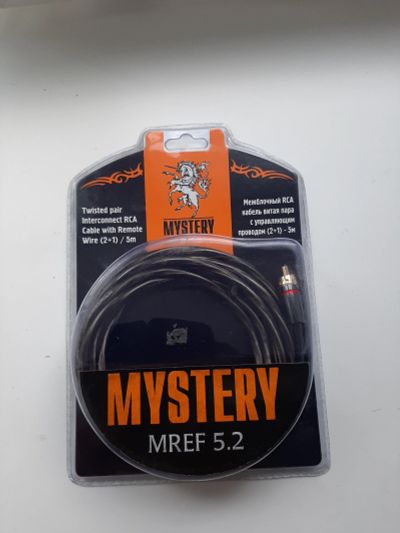 MYSTERY
Twisted pair
Interconnect RCA
Cable with Remote
Wire (2+1) / 5m
Межблочный RCA
кабель витая пара
с управляющим
проводом (2+1) - 5м
MYSTERY
MREF 5.2